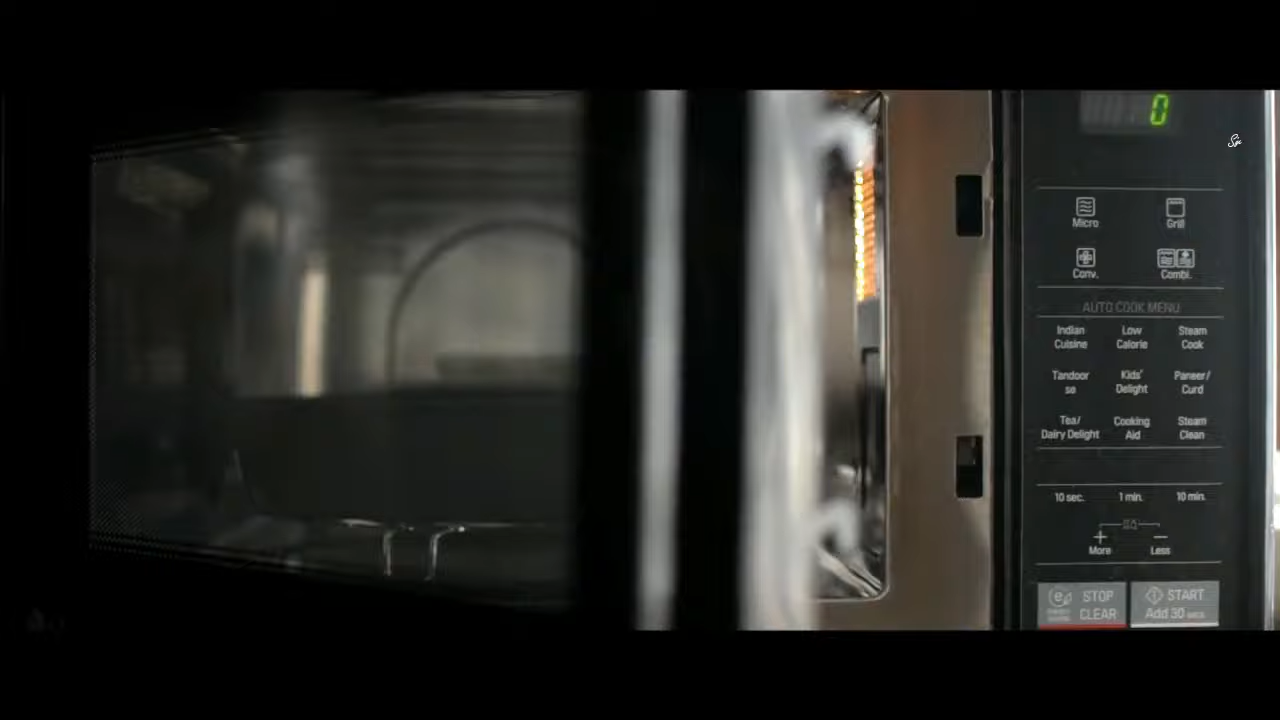 0
Micro Grill
Conv. Combi.
AUTO COOK MENU
Indian Low Steam
Cuisine Calorie Cook
Tandoor Kids' Paneer/
se Delight Curd
Tea/ Cooking Steam
Dairy Delight Aid Clean
10 sec. 1 min. 10 min.
+ −
More Less
e STOP START
CLEAR Add 30 secs